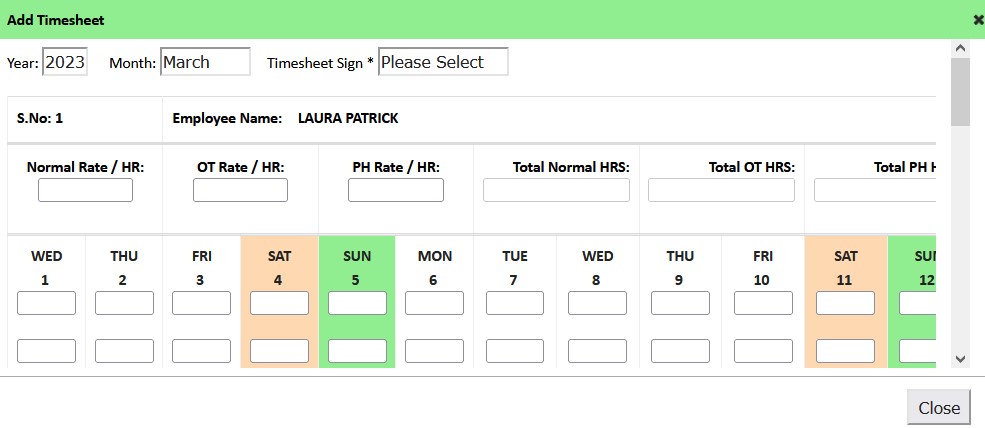 Add Timesheet
Year: 2023 Month: March Timesheet Sign * Please Select
S.No: 1 Employee Name: LAURA PATRICK
Normal Rate / HR: OT Rate / HR: PH Rate / HR: Total Normal HRS: Total OT HRS: Total PH
WED THU FRI SAT SUN MON TUE WED THU FRI SAT SUN
1 2 3 4 5 6 7 8 9 10 11 12
Close